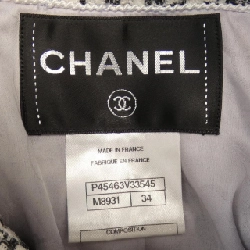 CHANEL
MADE IN FRANCE
FABRIQUE EN FRANCE
P45463V33545
M8931 34
COMPOSITION